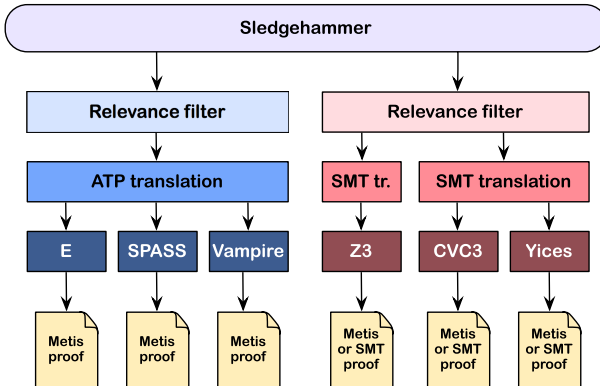 Sledgehammer
Relevance filter
Relevance filter
ATP translation
SMT tr.
SMT translation
E
SPASS
Vampire
Z3
CVC3
Yices
Metis
proof
Metis
proof
Metis
proof
Metis
or SMT
proof
Metis
or SMT
proof
Metis
or SMT
proof